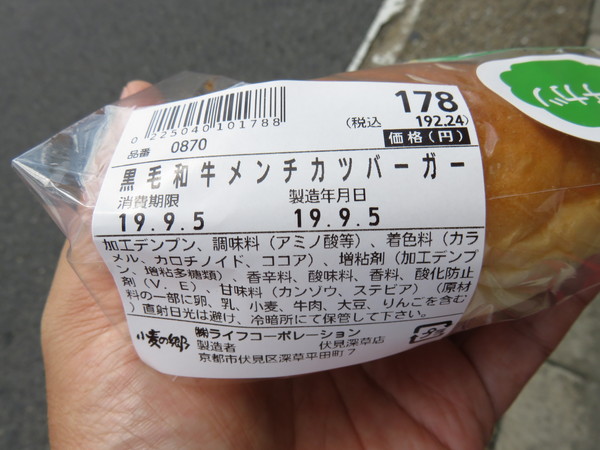 0 225040 101788
178
(税込 192.24)
価格(円)
品番 0870
黒毛和牛メンチカツバーガー
消費期限 製造年月日
19.9.5 19.9.5
加工デンプン、調味料(アミノ酸等)、着色料(カラ
メル、カロチノイド、ココア)、増粘剤(加工デンプ
ン、増粘多糖類)、香辛料、酸味料、香料、酸化防止
剤(V.E)、甘味料(カンゾウ、ステビア)(原材
料の一部に卵、乳、小麦、牛肉、大豆、りんごを含む
)直射日光は避け、冷暗所にて保管して下さい。
小麦の郷
㈱ライフコーポレーション
製造者 伏見深草店
京都市伏見区深草平田町7
チカツ